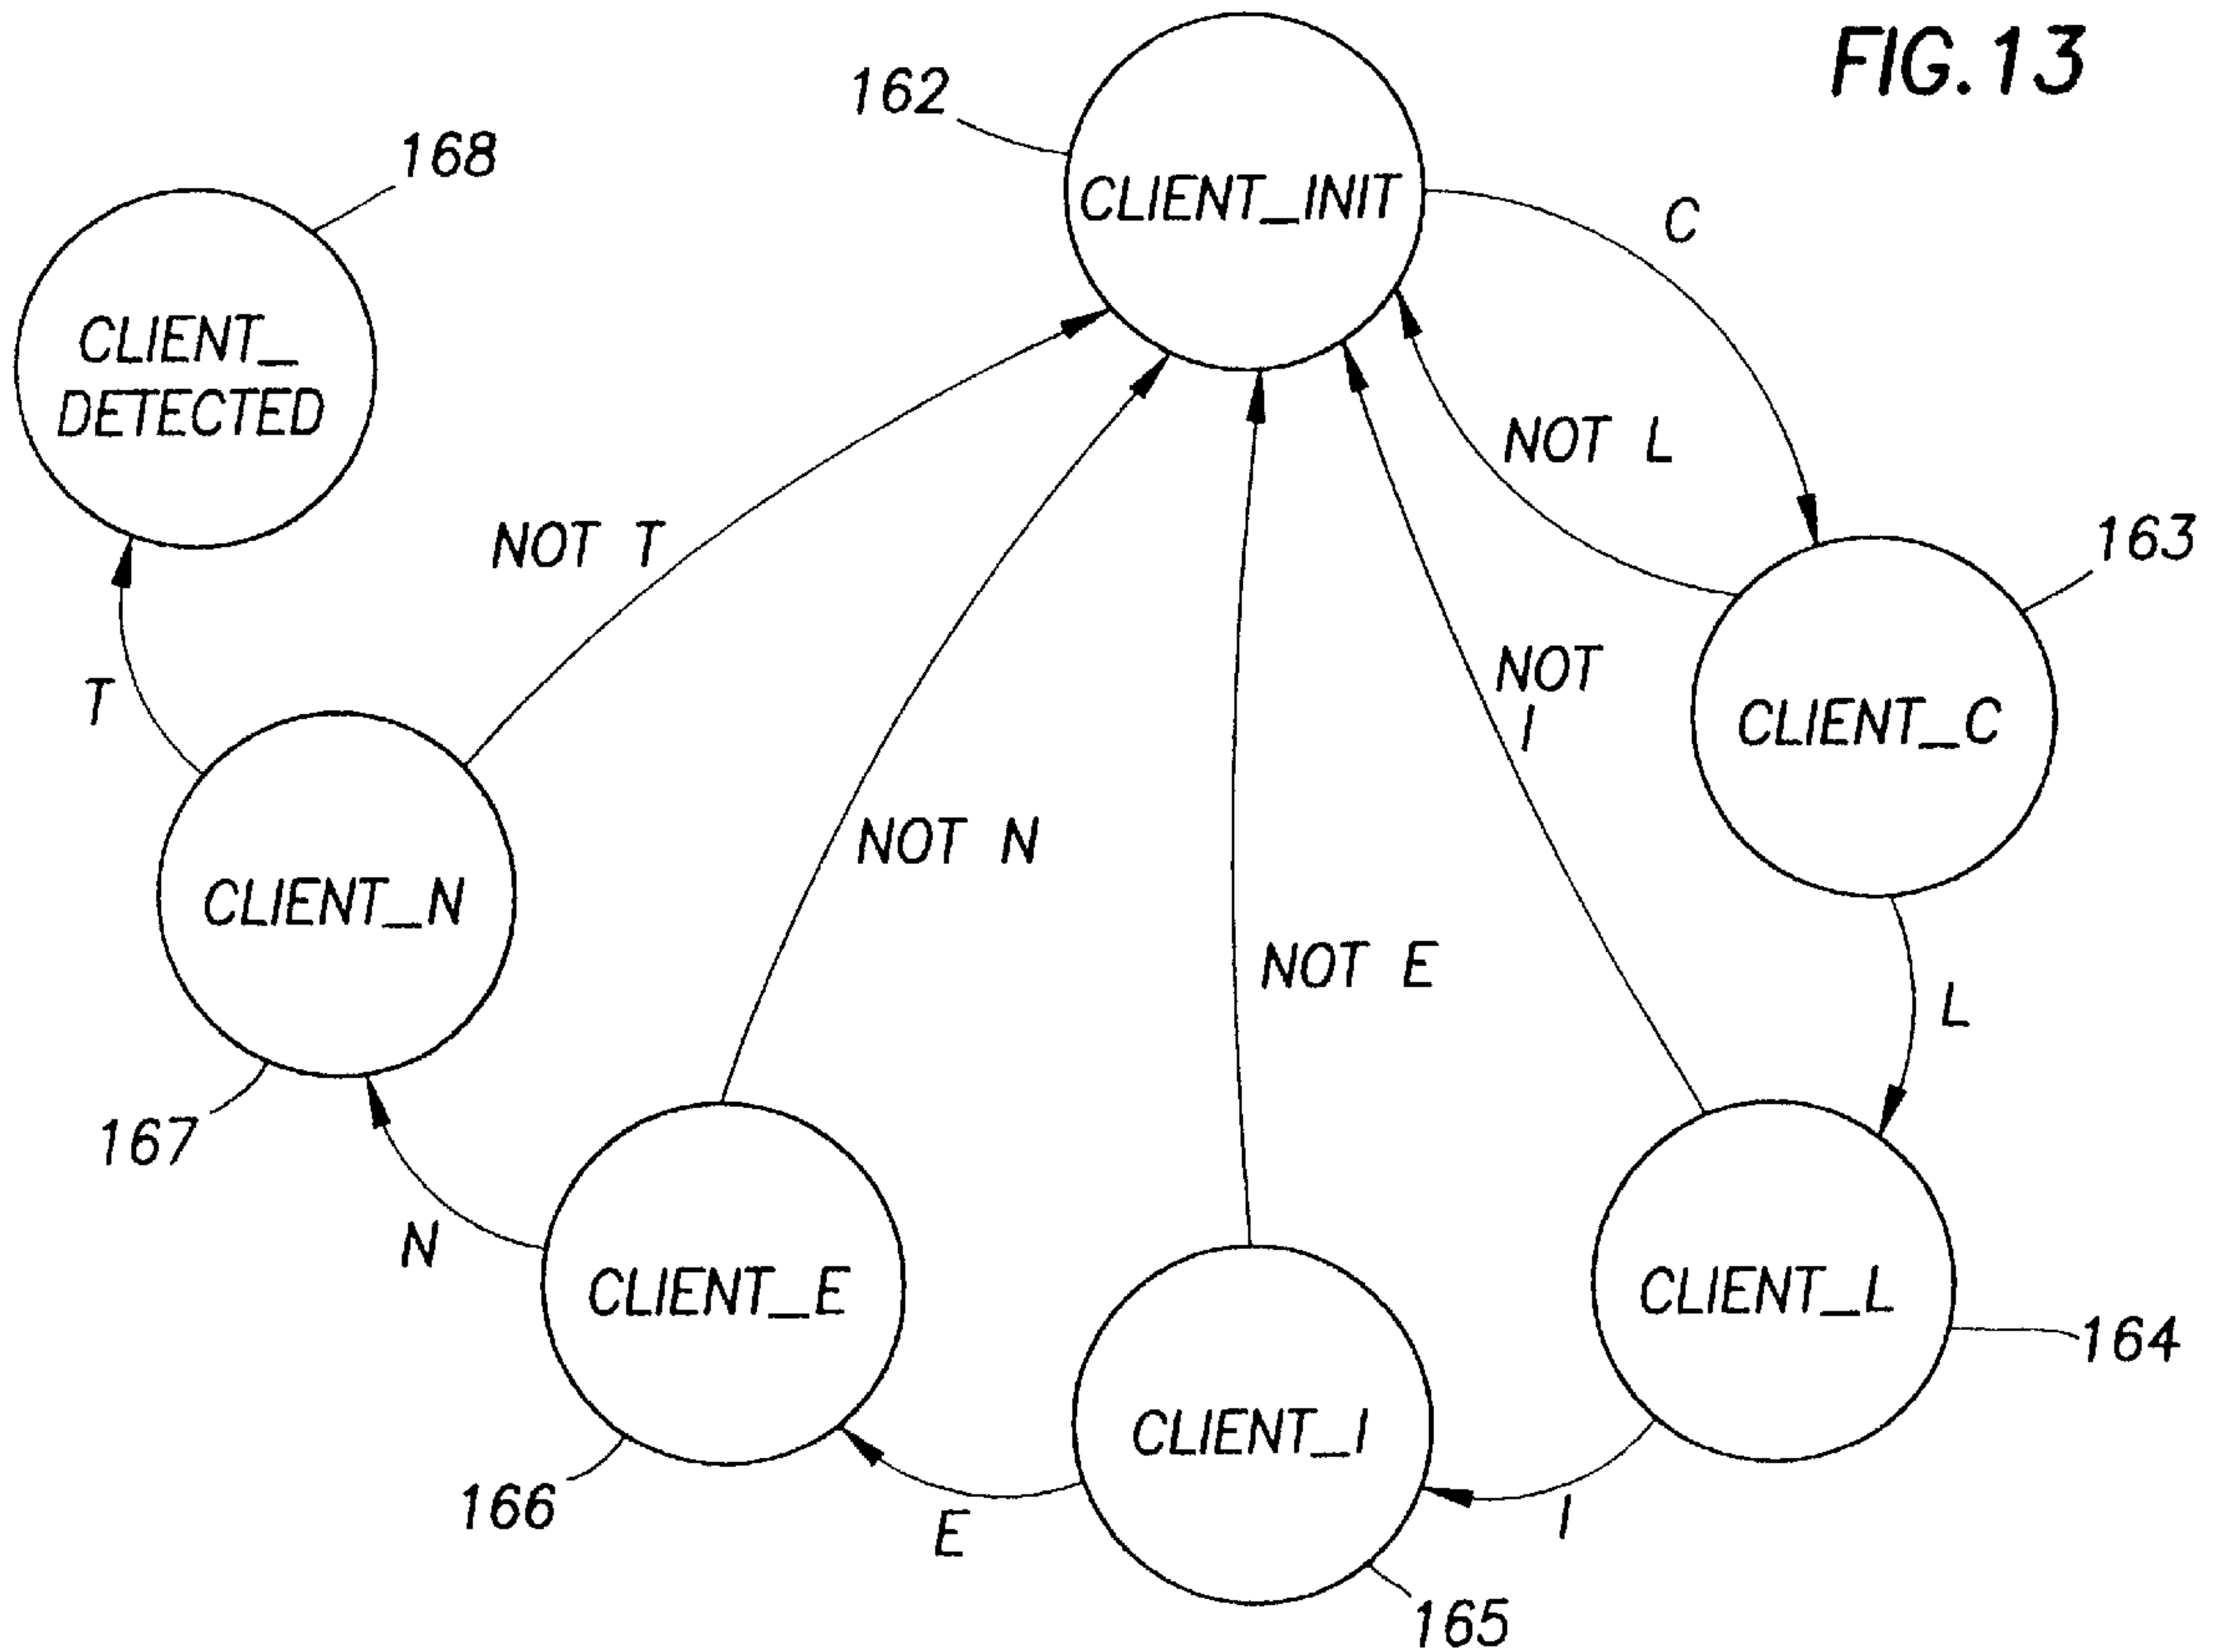 FIG. 13
162
168
CLIENT_INIT
C
CLIENT_
DETECTED
NOT L
163
NOT T
NOT
I
T
CLIENT_C
NOT N
CLIENT_N
NOT E
L
167
N
CLIENT_E
CLIENT_L
164
CLIENT_I
166
E
I
165